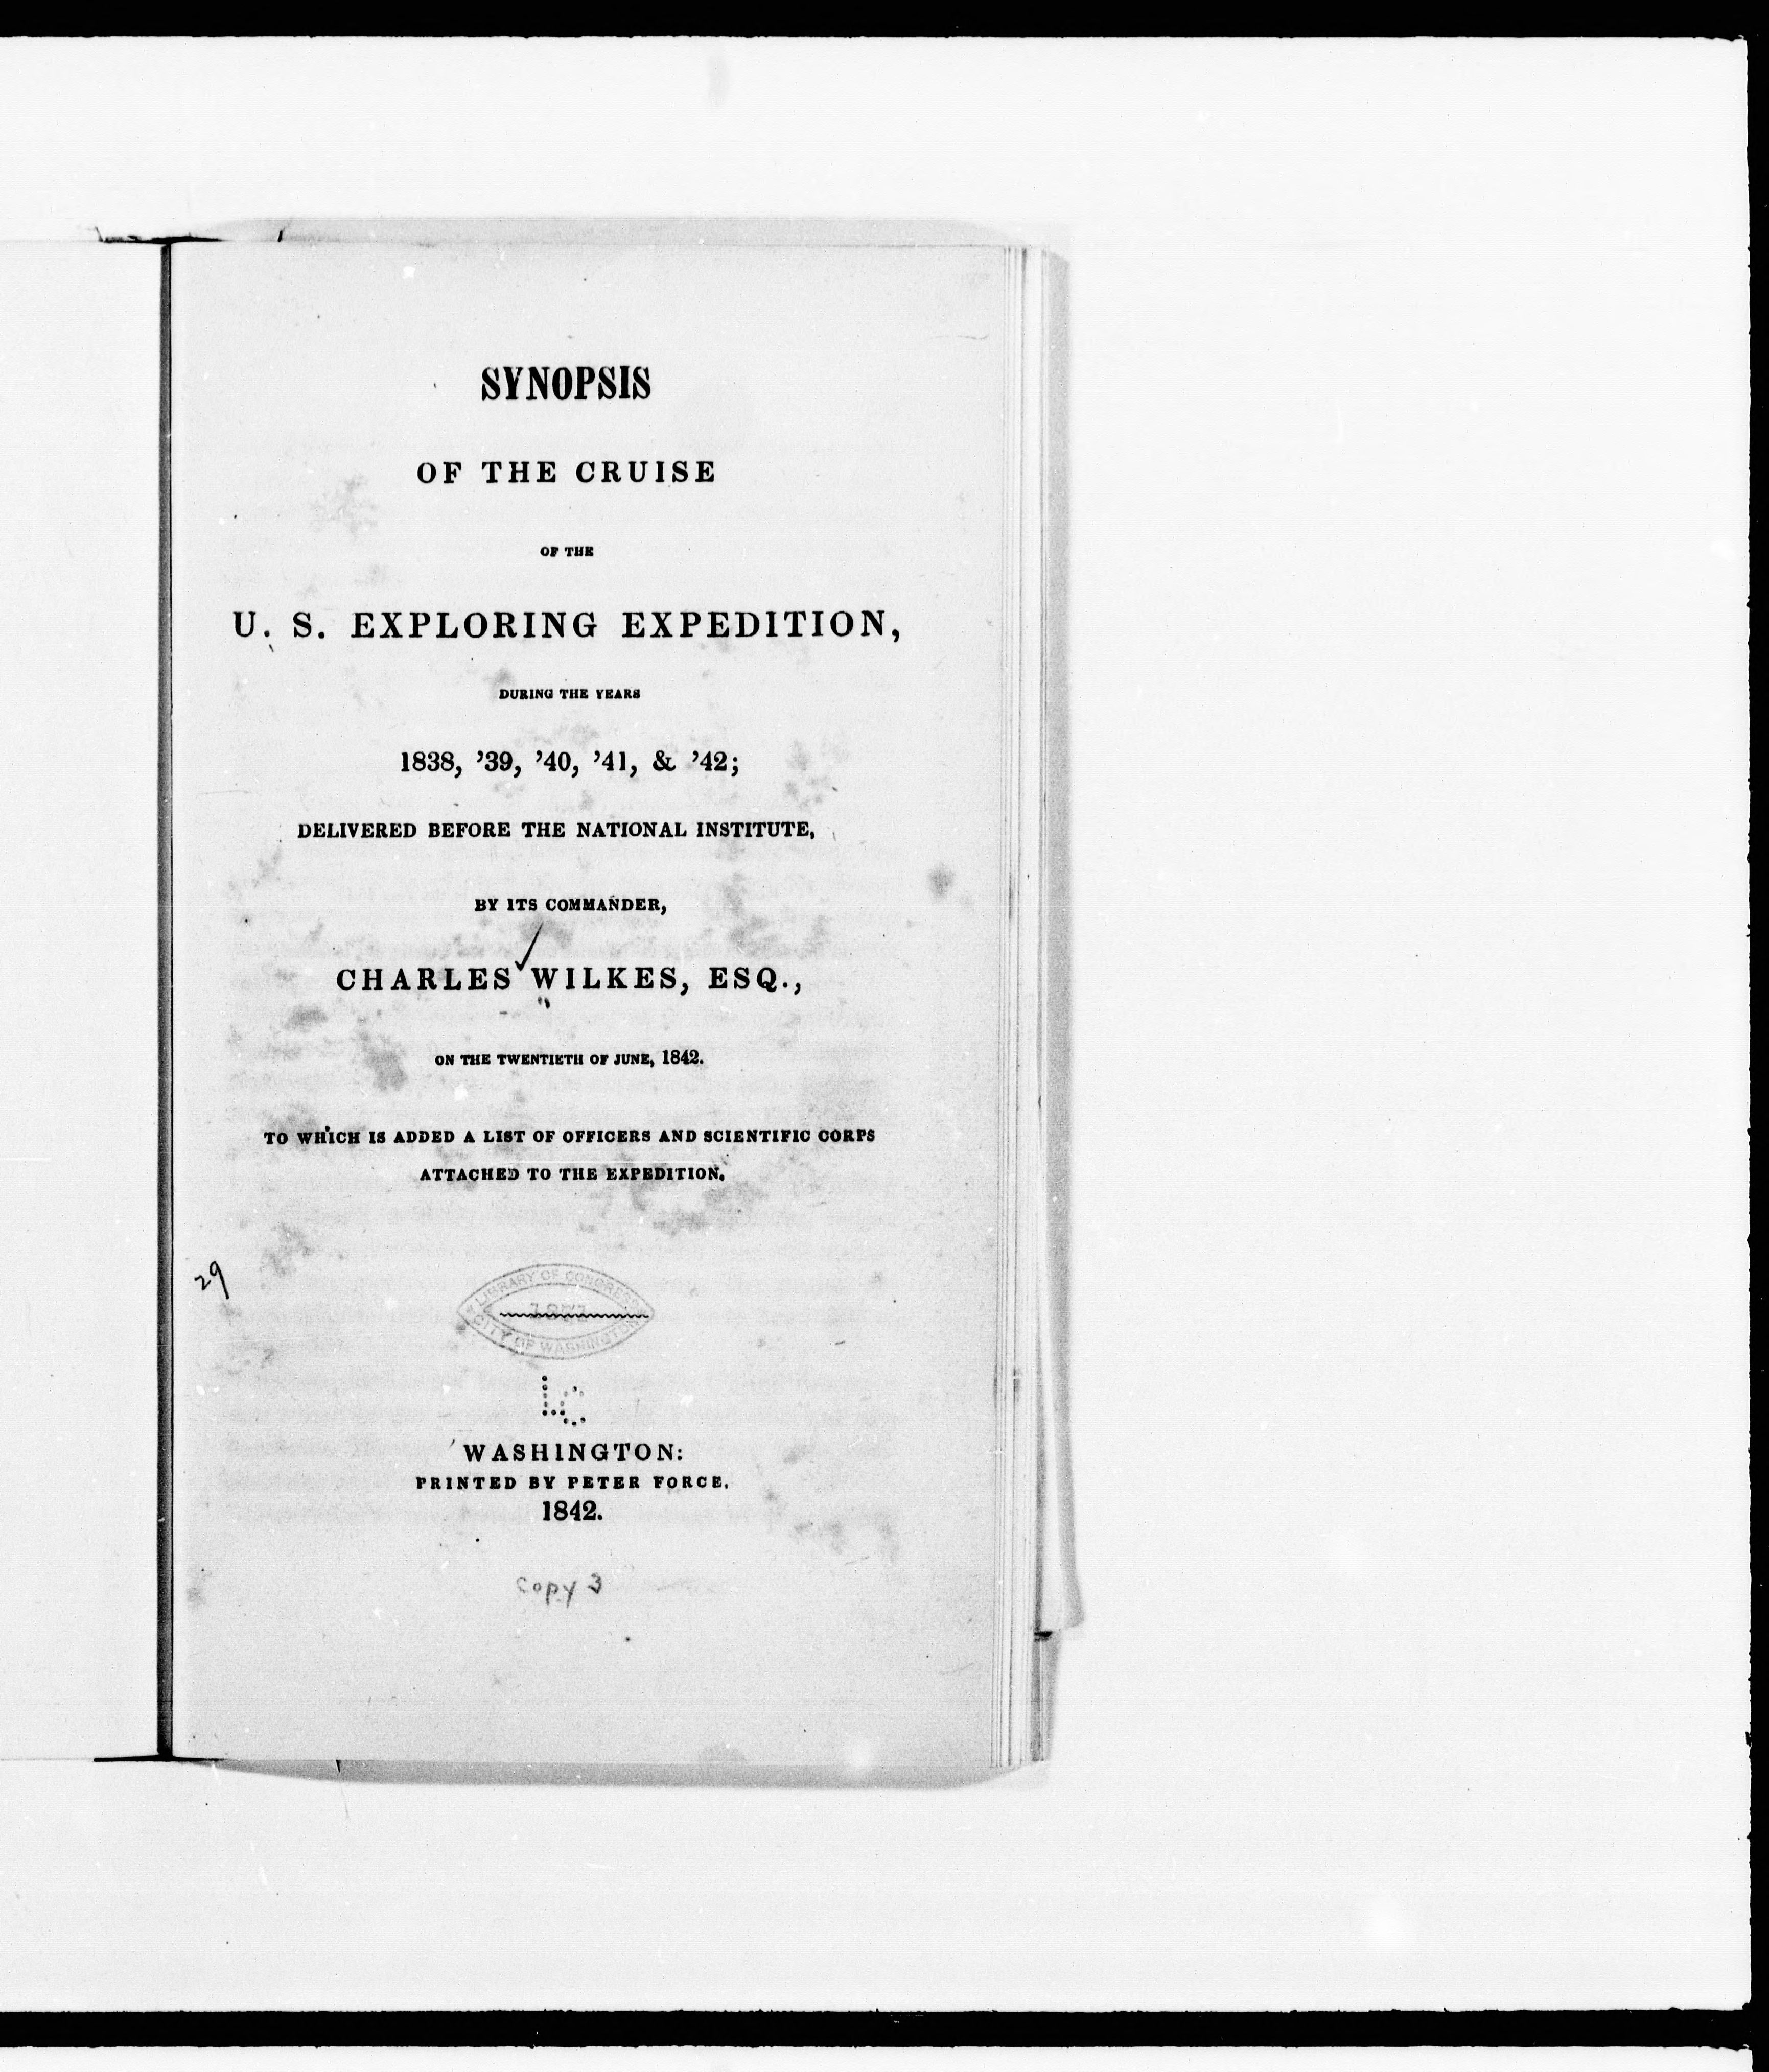 SYNOPSIS
OF THE CRUISE
OF THE
U. S. EXPLORING EXPEDITION,
DURING THE YEARS
1838, ’39, ’40, ’41, & ’42;
DELIVERED BEFORE THE NATIONAL INSTITUTE,
BY ITS COMMANDER,
CHARLES WILKES, ESQ.,
ON THE TWENTIETH OF JUNE, 1842.
TO WHICH IS ADDED A LIST OF OFFICERS AND SCIENTIFIC CORPS
ATTACHED TO THE EXPEDITION.
29
LIBRARY OF CONGRESS
CITY OF WASHINGTON
LC
WASHINGTON:
PRINTED BY PETER FORCE.
1842.
Copy 3